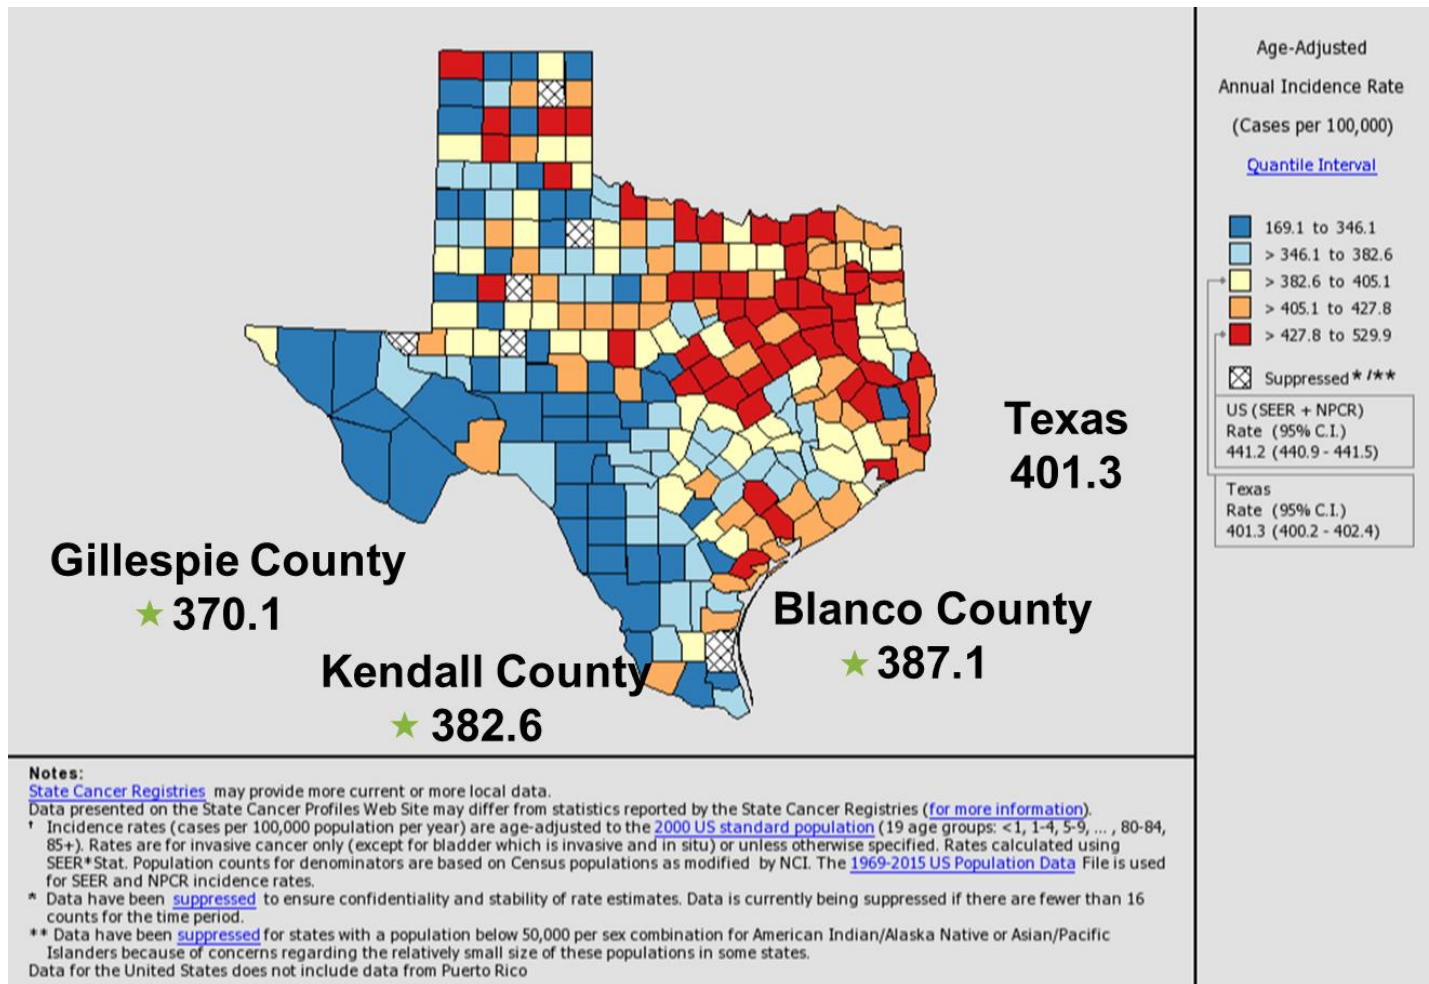 Age-Adjusted
Annual Incidence Rate
(Cases per 100,000)
Quantile Interval
169.1 to 346.1
> 346.1 to 382.6
> 382.6 to 405.1
> 405.1 to 427.8
> 427.8 to 529.9
Suppressed * /**
US (SEER + NPCR)
Rate (95% C.I.)
441.2 (440.9 - 441.5)
Texas
Rate (95% C.I.)
401.3 (400.2 - 402.4)
Texas
401.3
Gillespie County
★ 370.1
Kendall County
★ 382.6
Blanco County
★ 387.1
Notes:
State Cancer Registries may provide more current or more local data.
Data presented on the State Cancer Profiles Web Site may differ from statistics reported by the State Cancer Registries (for more information).
† Incidence rates (cases per 100,000 population per year) are age-adjusted to the 2000 US standard population (19 age groups: <1, 1-4, 5-9, ... , 80-84,
85+). Rates are for invasive cancer only (except for bladder which is invasive and in situ) or unless otherwise specified. Rates calculated using
SEER*Stat. Population counts for denominators are based on Census populations as modified by NCI. The 1969-2015 US Population Data File is used
for SEER and NPCR incidence rates.
* Data have been suppressed to ensure confidentiality and stability of rate estimates. Data is currently being suppressed if there are fewer than 16
counts for the time period.
** Data have been suppressed for states with a population below 50,000 per sex combination for American Indian/Alaska Native or Asian/Pacific
Islanders because of concerns regarding the relatively small size of these populations in some states.
Data for the United States does not include data from Puerto Rico